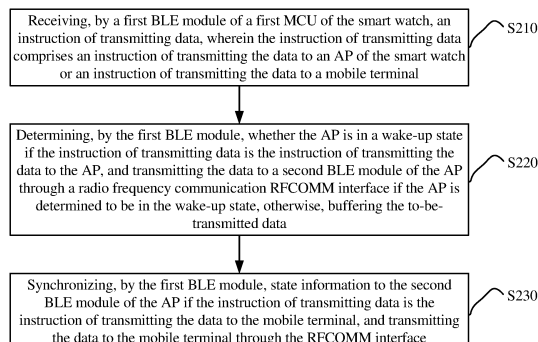 Receiving, by a first BLE module of a first MCU of the smart watch, an
instruction of transmitting data, wherein the instruction of transmitting data
comprises an instruction of transmitting the data to an AP of the smart watch
or an instruction of transmitting the data to a mobile terminal
S210
Determining, by the first BLE module, whether the AP is in a wake-up state
if the instruction of transmitting data is the instruction of transmitting the
data to the AP, and transmitting the data to a second BLE module of the AP
through a radio frequency communication RFCOMM interface if the AP is
determined to be in the wake-up state, otherwise, buffering the to-be-
transmitted data
S220
Synchronizing, by the first BLE module, state information to the second
BLE module of the AP if the instruction of transmitting data is the
instruction of transmitting the data to the mobile terminal, and transmitting
the data to the mobile terminal through the RFCOMM interface
S230